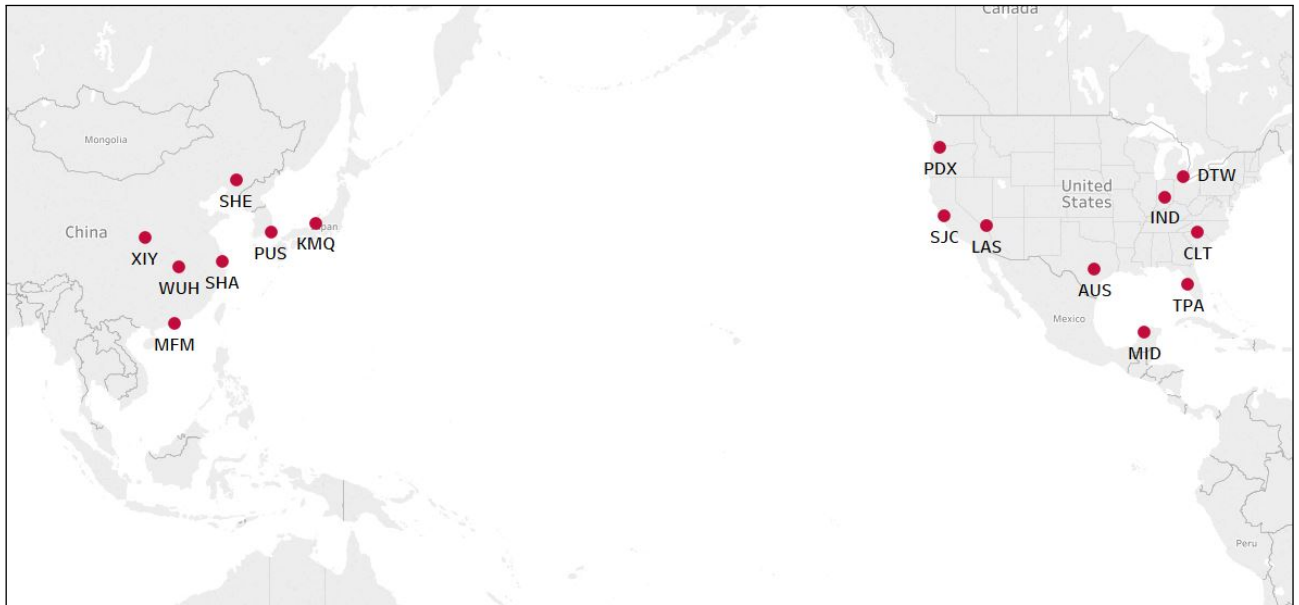 Canada
Mongolia
PDX
DTW
SHE
United
States
IND
China
PUS
KMQ
Japan
SJC
LAS
CLT
XIY
WUH
SHA
AUS
TPA
Mexico
MFM
MID
Peru